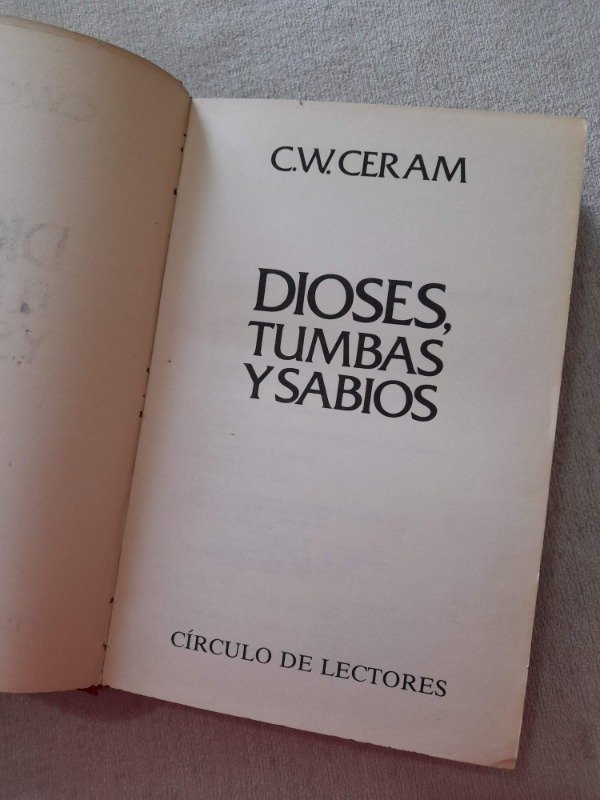 C.W. CERAM
DIOSES,
TUMBAS
Y SABIOS
CÍRCULO DE LECTORES